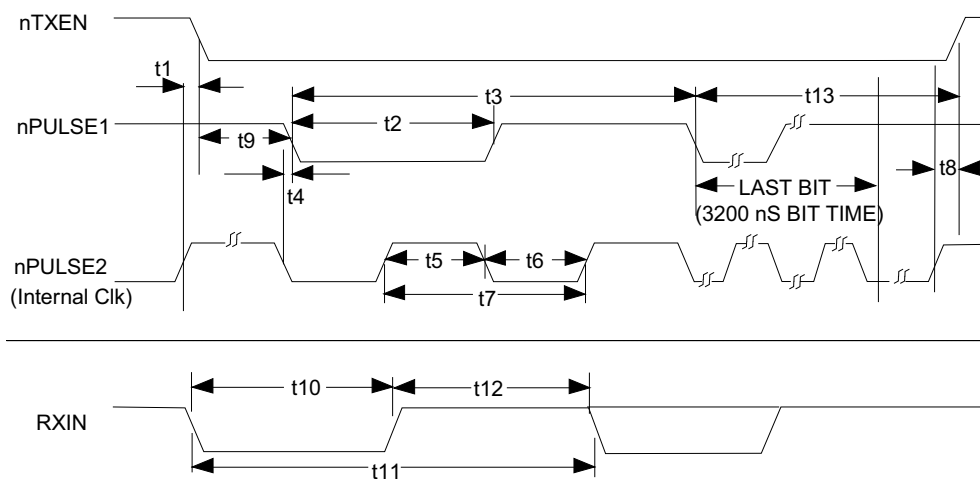 nTXEN
t1
t3
t13
nPULSE1
t2
t9
t8
t4
LAST BIT
(3200 nS BIT TIME)
nPULSE2
(Internal Clk)
t5
t6
t7
t10
t12
RXIN
t11